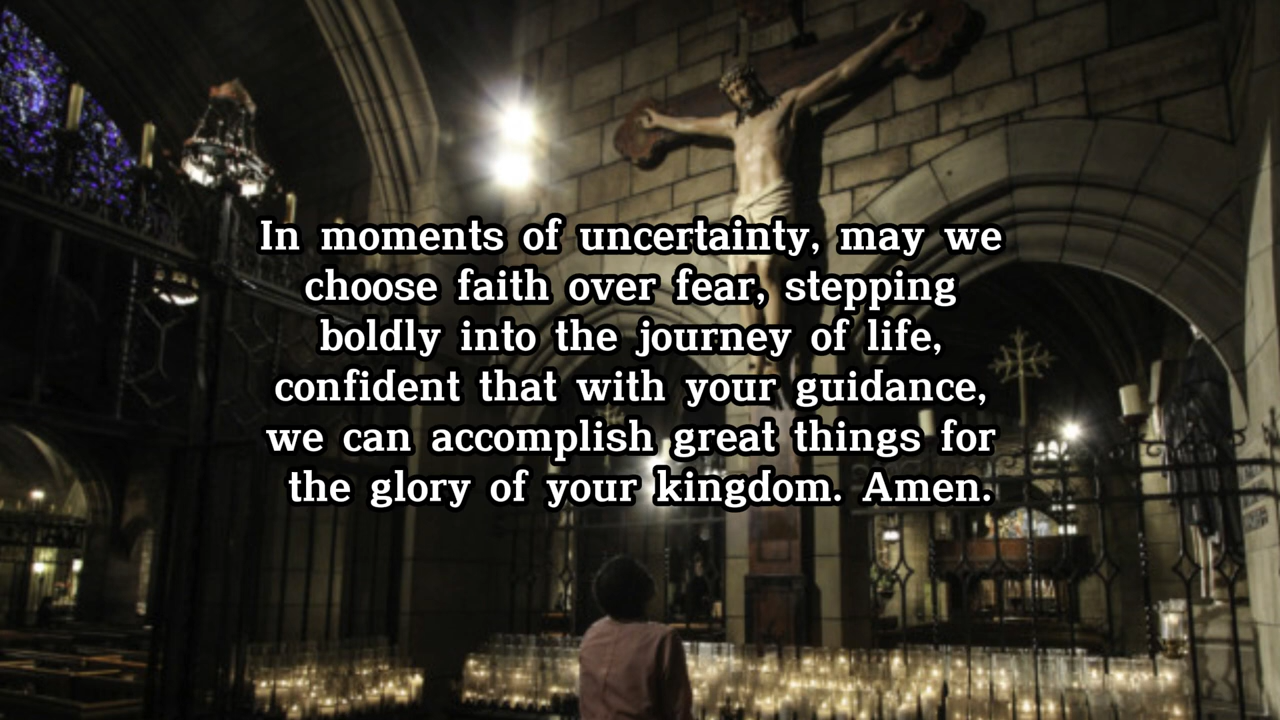 In moments of uncertainty, may we
choose faith over fear, stepping
boldly into the journey of life,
confident that with your guidance,
we can accomplish great things for
the glory of your kingdom. Amen.